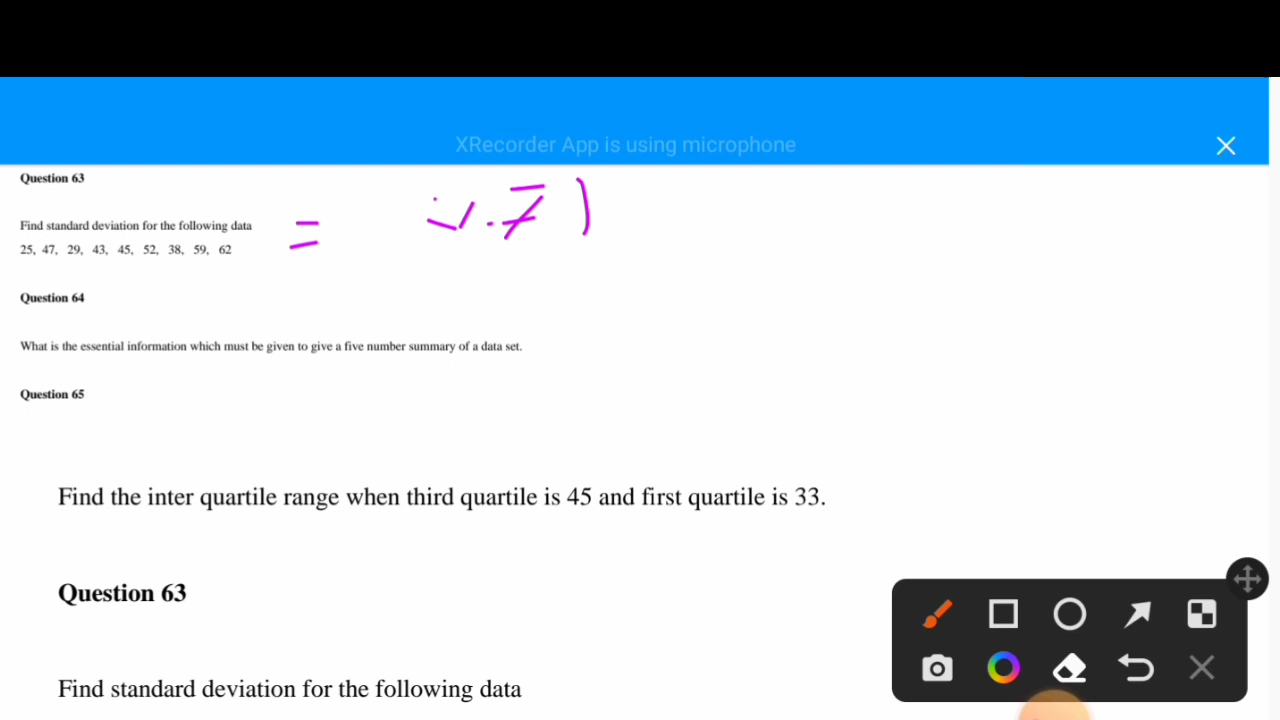 XRecorder App is using microphone
Question 63
Find standard deviation for the following data
=
25, 47, 29, 43, 45, 52, 38, 59, 62
Question 64
What is the essential information which must be given to give a five number summary of a data set.
Question 65
Find the inter quartile range when third quartile is 45 and first quartile is 33.
Question 63
Find standard deviation for the following data